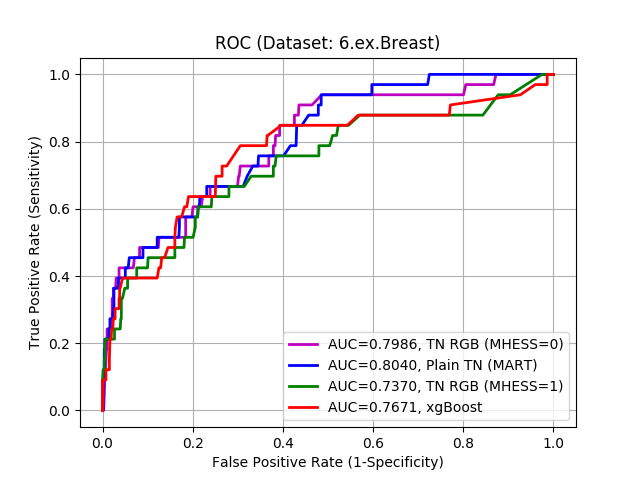 ROC (Dataset: 6.ex.Breast)
True Positive Rate (Sensitivity)
1.0
0.8
0.6
0.4
0.2
0.0
AUC=0.7986, TN RGB (MHESS=0)
AUC=0.8040, Plain TN (MART)
AUC=0.7370, TN RGB (MHESS=1)
AUC=0.7671, xgBoost
0.0 0.2 0.4 0.6 0.8 1.0
False Positive Rate (1-Specificity)